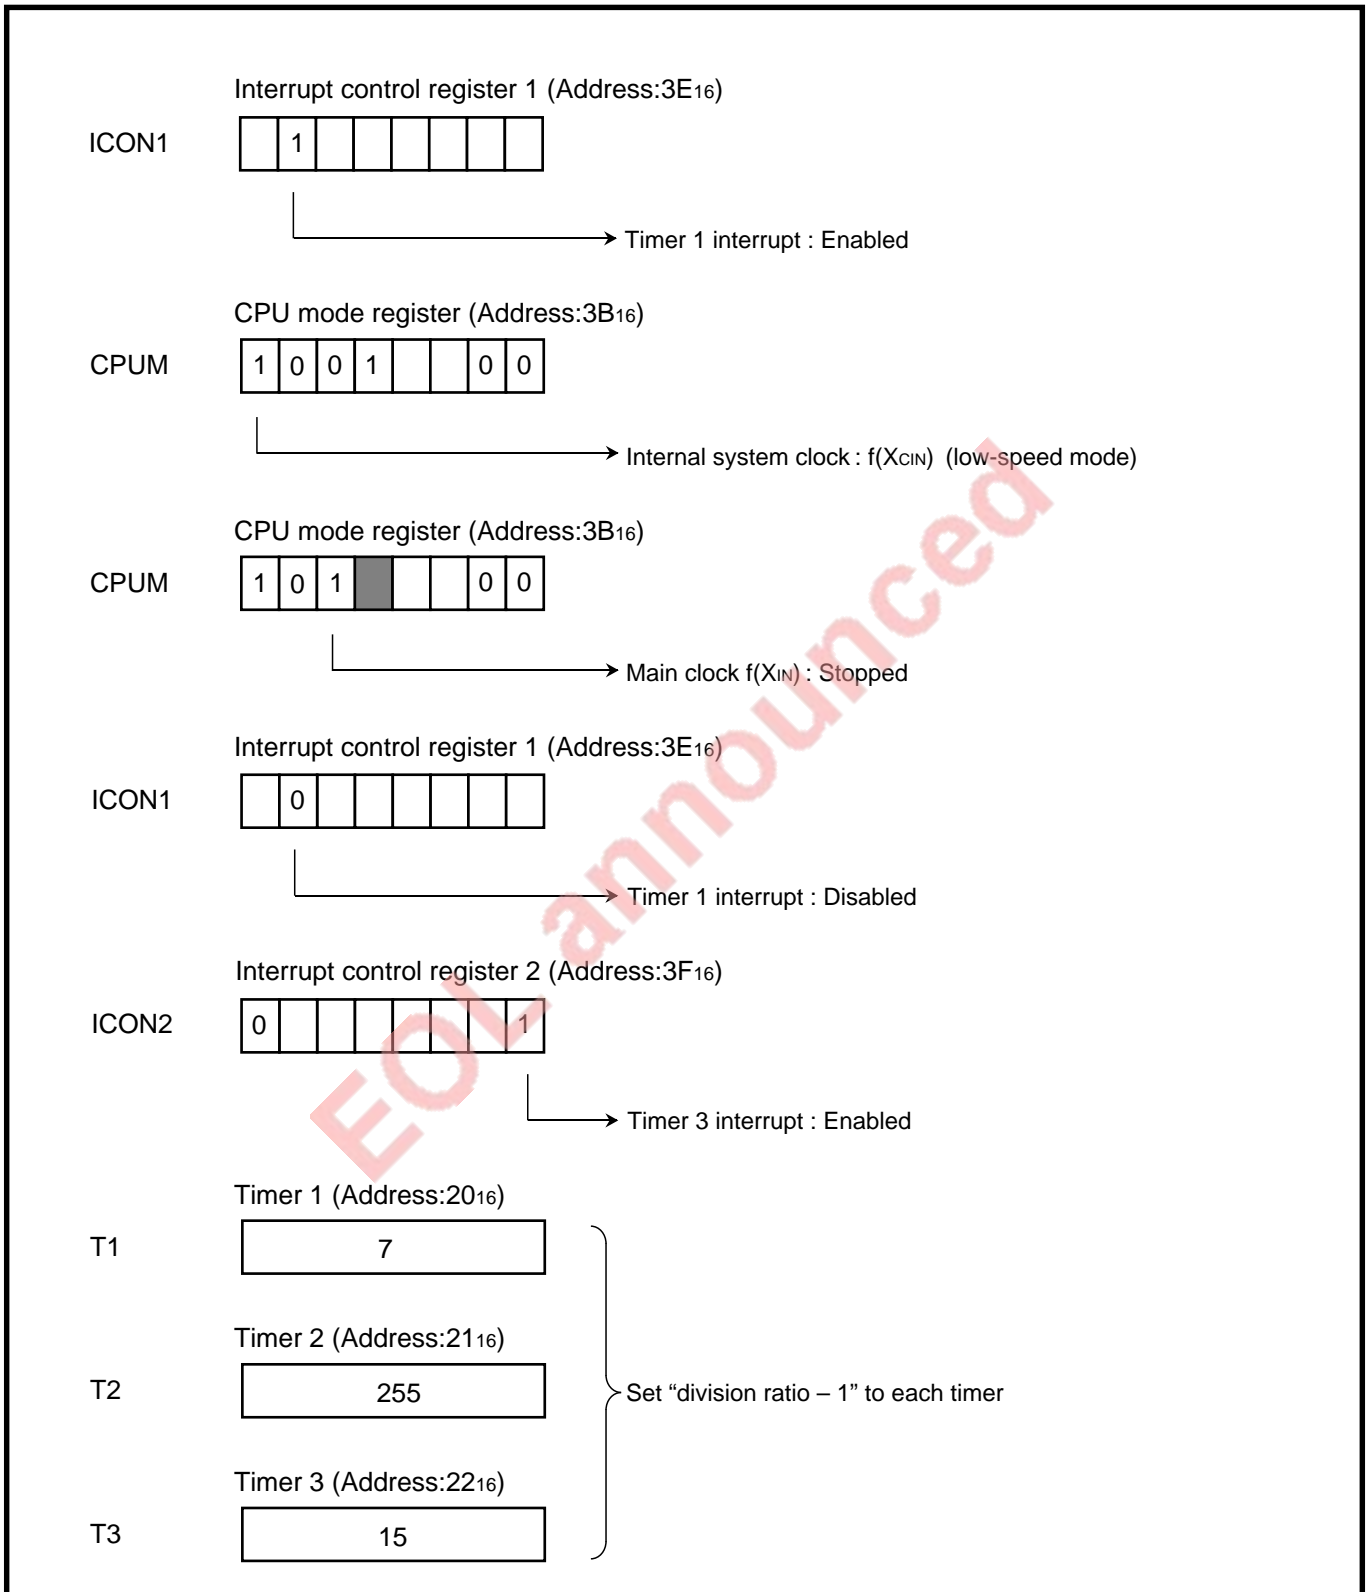 Interrupt control register 1 (Address:3E16)
ICON1 1
Timer 1 interrupt : Enabled
CPU mode register (Address:3B16)
CPUM 1 0 0 1 0 0
Internal system clock : f(XCIN) (low-speed mode)
CPU mode register (Address:3B16)
CPUM 1 0 1 0 0
Main clock f(XIN) : Stopped
Interrupt control register 1 (Address:3E16)
ICON1 0
Timer 1 interrupt : Disabled
Interrupt control register 2 (Address:3F16)
ICON2 0 1
Timer 3 interrupt : Enabled
Timer 1 (Address:2016)
T1 7
Timer 2 (Address:2116)
T2 255
Set “division ratio – 1” to each timer
Timer 3 (Address:2216)
T3 15
EOL announced